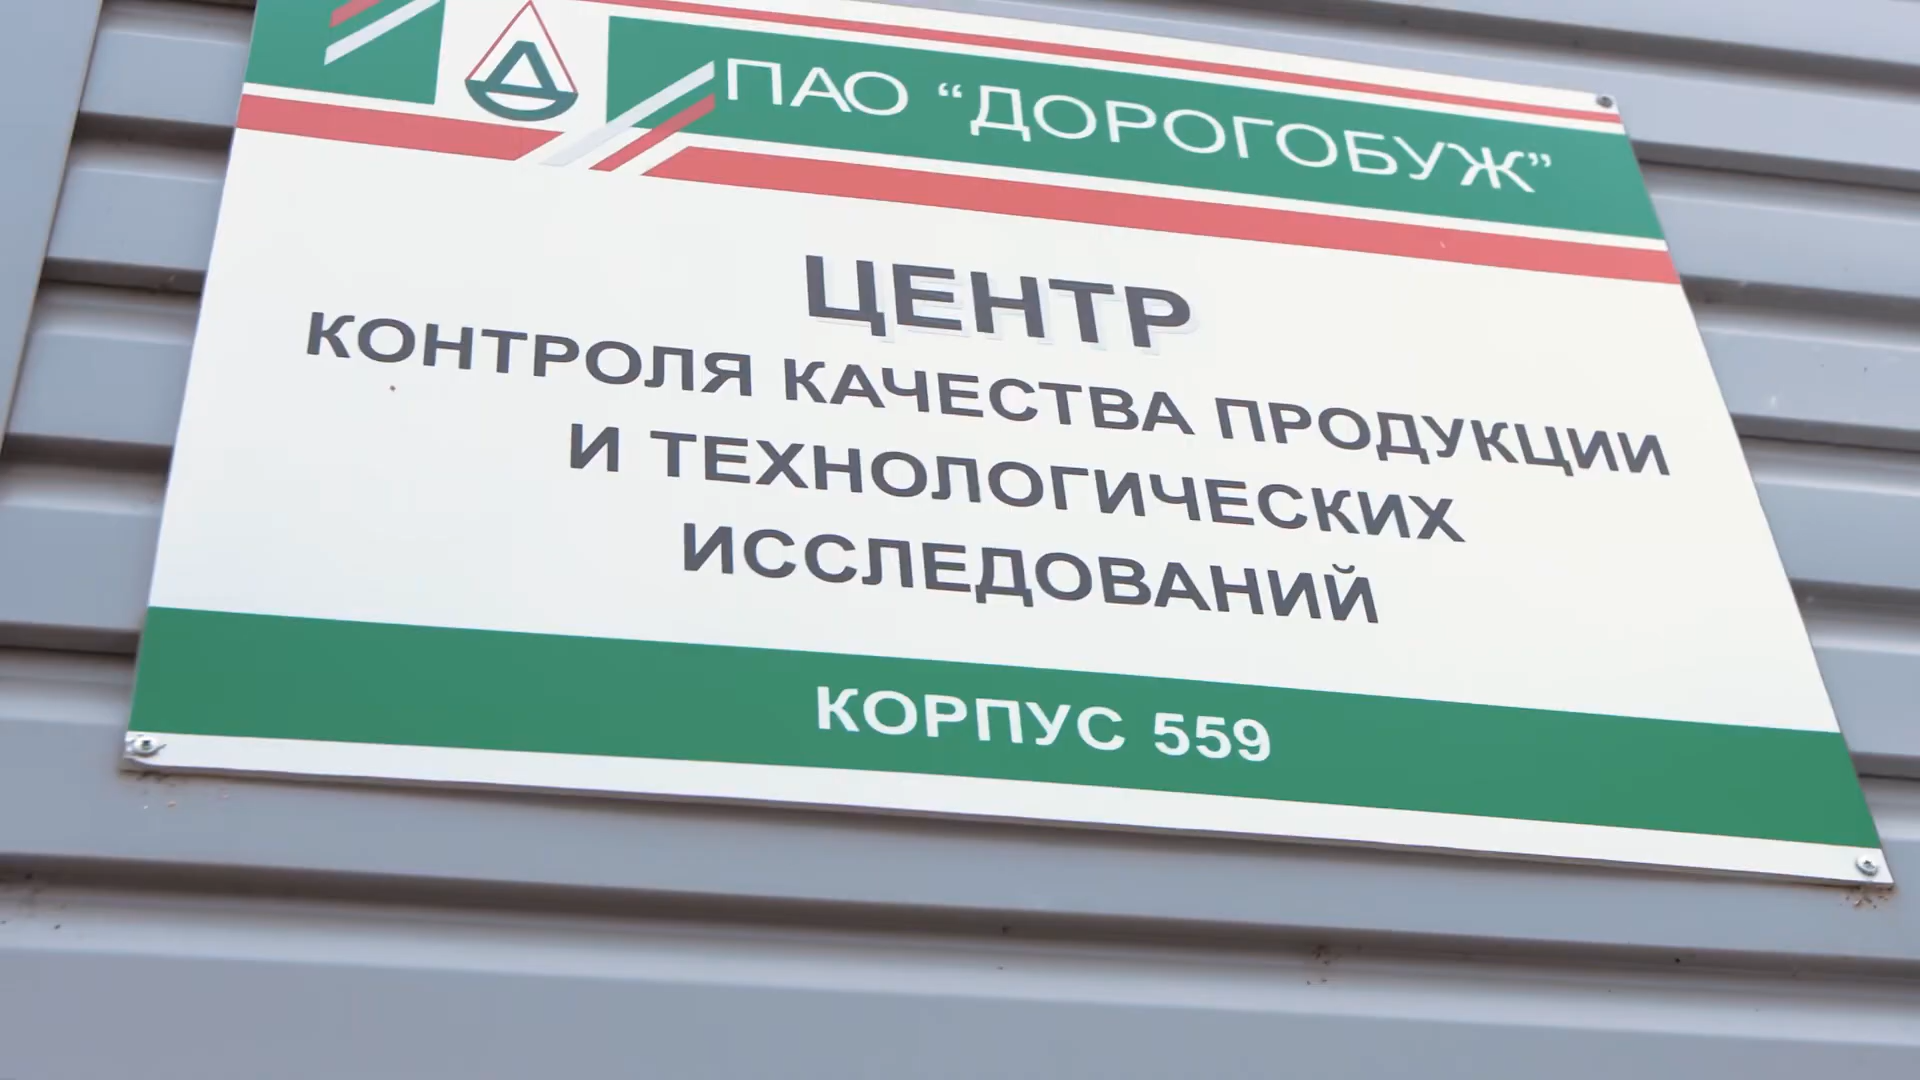 ПАО “ДОРОГОБУЖ”
ЦЕНТР
КОНТРОЛЯ КАЧЕСТВА ПРОДУКЦИИ
И ТЕХНОЛОГИЧЕСКИХ
ИССЛЕДОВАНИЙ
КОРПУС 559